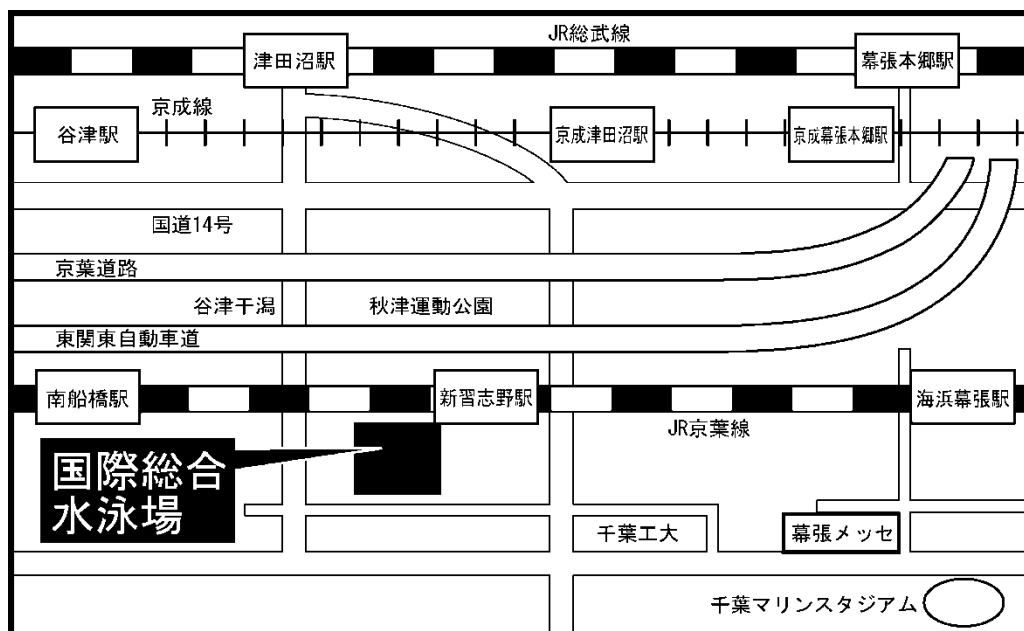 JR総武線
津田沼駅
幕張本郷駅
京成線
谷津駅
京成津田沼駅
京成幕張本郷駅
国道14号
京葉道路
谷津干潟
秋津運動公園
東関東自動車道
南船橋駅
新習志野駅
海浜幕張駅
JR京葉線
国際総合
水泳場
千葉工大
幕張メッセ
千葉マリンスタジアム